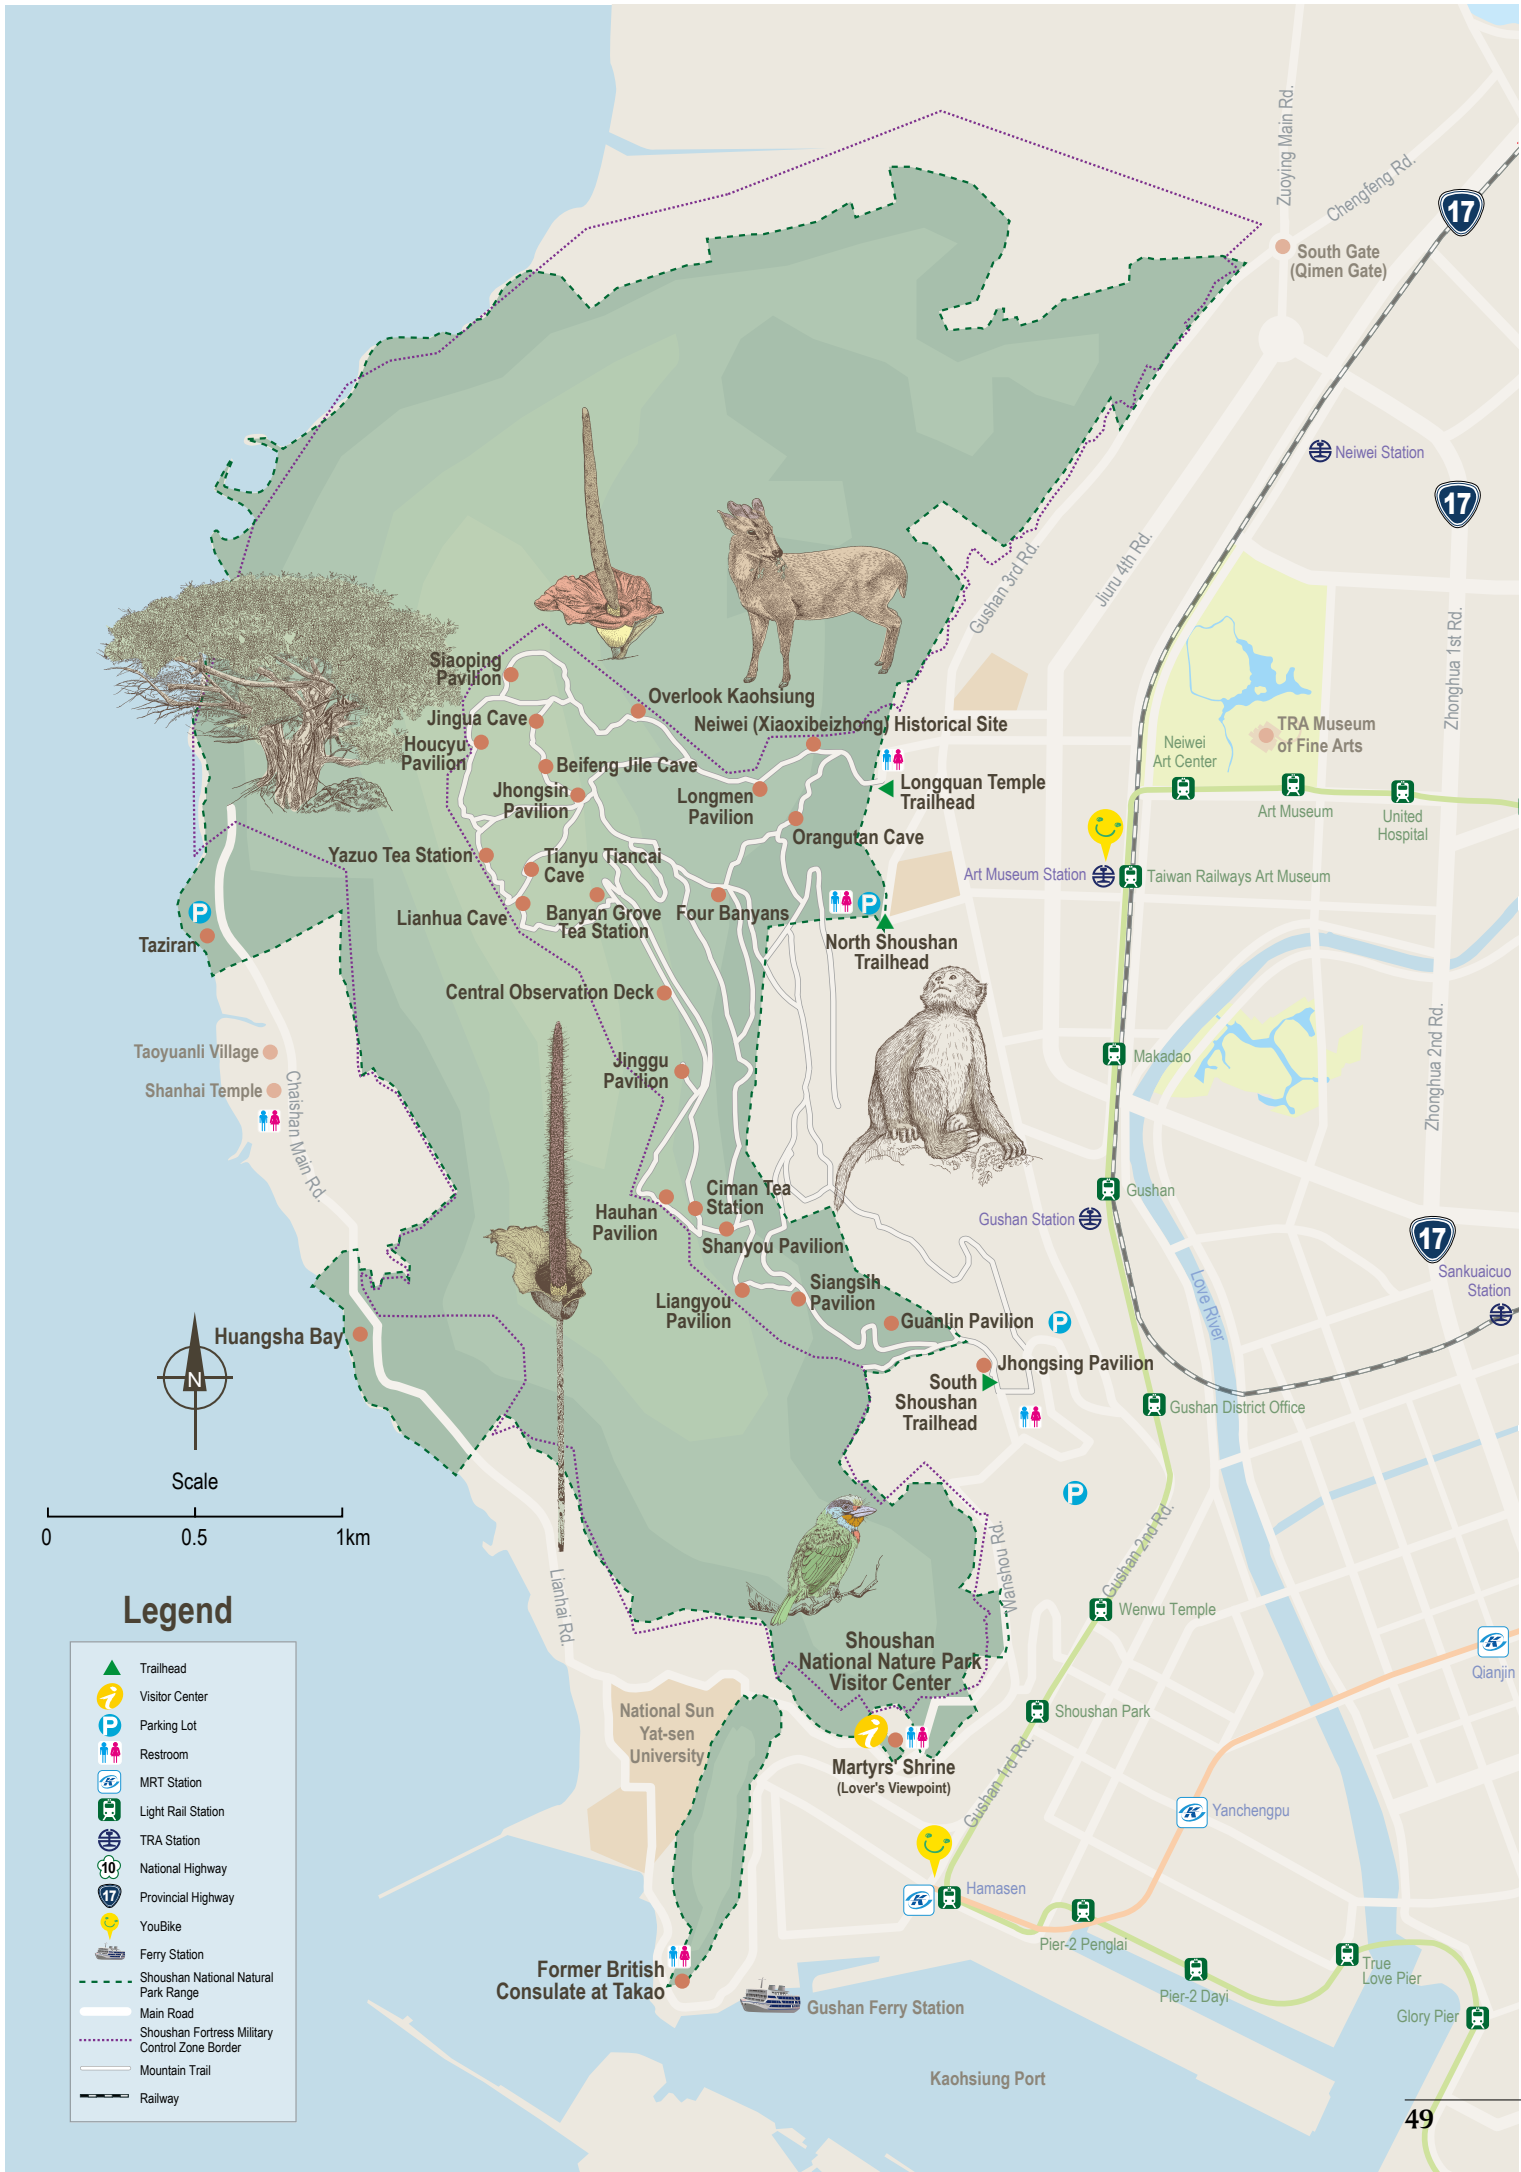 Zuoying Main Rd.
Chengfeng Rd.
17
South Gate
(Qimen Gate)
Neiwei Station
17
Gushan 3rd Rd.
Jiuru 4th Rd.
Zhonghua 1st Rd.
Siaoping
Pavilion
Overlook Kaohsiung
Jingua Cave
Neiwei (Xiaoxibeizhong) Historical Site
TRA Museum
of Fine Arts
Houcyu
Pavilion
Neiwei
Art Center
Beifeng Jile Cave
Longquan Temple
Trailhead
Jhongsin
Pavilion
Longmen
Pavilion
Art Museum
United
Hospital
Orangutan Cave
Yazuo Tea Station
Tianyu Tiancai
Cave
Art Museum Station
Taiwan Railways Art Museum
P
P
Lianhua Cave
Banyan Grove
Tea Station
Four Banyans
Taziran
North Shoushan
Trailhead
Central Observation Deck
Zhonghua 2nd Rd.
Taoyuanli Village
Makadao
Jinggu
Pavilion
Shanhai Temple
Chaishan Main Rd.
Gushan
Ciman Tea
Station
Hauhan
Pavilion
Gushan Station
17
Shanyou Pavilion
Love River
Sankuaicuo
Station
Siangsih
Pavilion
Liangyou
Pavilion
Guanlin Pavilion
P
Huangsha Bay
Jhongsing Pavilion
N
South
Shoushan
Trailhead
Gushan District Office
Scale
P
0
0.5
1km
Wanshou Rd.
Gushan 2nd Rd.
Lianhai Rd.
Wenwu Temple
Shoushan
National Nature Park
Visitor Center
Qianjin
National Sun
Yat-sen
University
Shoushan Park
Martyrs' Shrine
(Lover's Viewpoint)
Gushan 1rd Rd.
Yanchengpu
Hamasen
Pier-2 Penglai
Former British
Consulate at Takao
True
Love Pier
Pier-2 Dayi
Gushan Ferry Station
Glory Pier
Kaohsiung Port
Legend
Trailhead
Visitor Center
P
Parking Lot
Restroom
MRT Station
Light Rail Station
TRA Station
10
National Highway
17
Provincial Highway
YouBike
Ferry Station
Shoushan National Natural
Park Range
Main Road
Shoushan Fortress Military
Control Zone Border
Mountain Trail
Railway
49